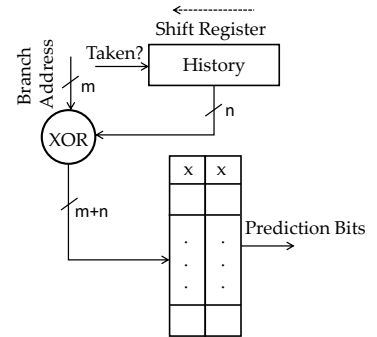 Shift Register
Taken?
History
Branch
Address
m
n
XOR
m+n
x x
Prediction Bits